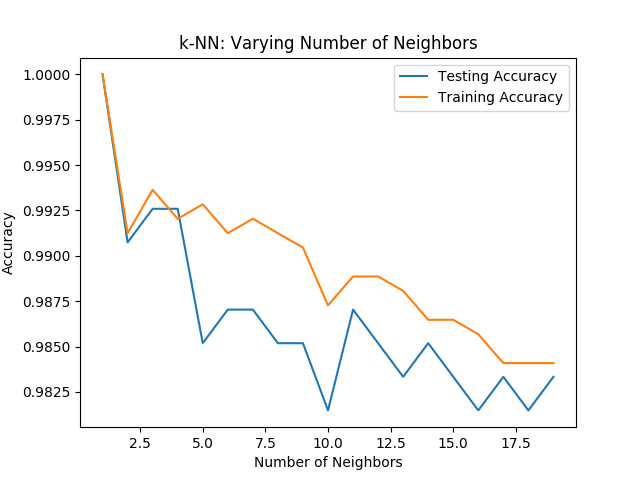 k-NN: Varying Number of Neighbors
Testing Accuracy
Training Accuracy
1.0000
0.9975
0.9950
0.9925
0.9900
0.9875
0.9850
0.9825
Accuracy
2.5 5.0 7.5 10.0 12.5 15.0 17.5
Number of Neighbors